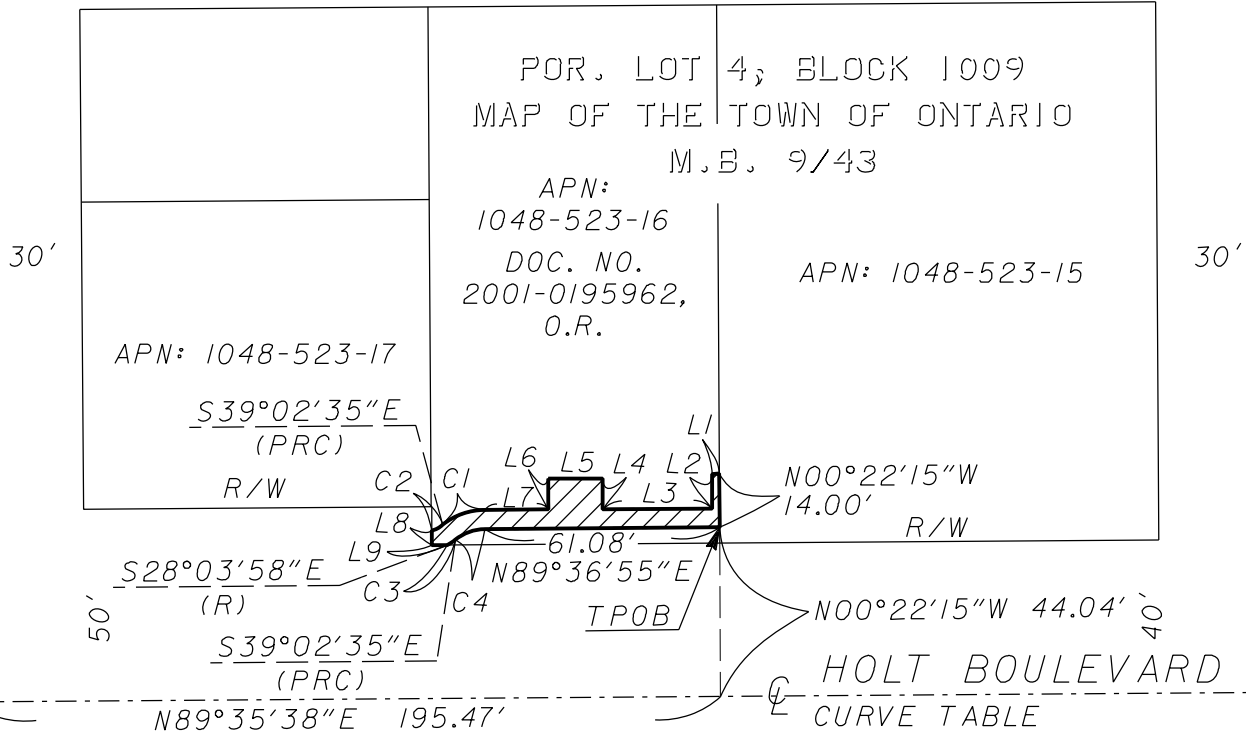 POR. LOT 4, BLOCK 1009
MAP OF THE TOWN OF ONTARIO
M.B. 9/43
APN:
1048-523-16
DOC. NO.
2001-0195962,
O.R.
30'
30'
APN: 1048-523-15
APN: 1048-523-17
S39°02'35"E
(PRC)
R/W
L1
L6
L5
L4
L2
N00°22'15"W
14.00'
C2
C1
L7
L3
R/W
L8
L9
61.08'
N89°36'55"E
S28°03'58"E
(R)
C3
C4
TPOB
N00°22'15"W 44.04'
50'
40'
S39°02'35"E
(PRC)
HOLT BOULEVARD
N89°35'38"E 195.47'
CL
CURVE TABLE